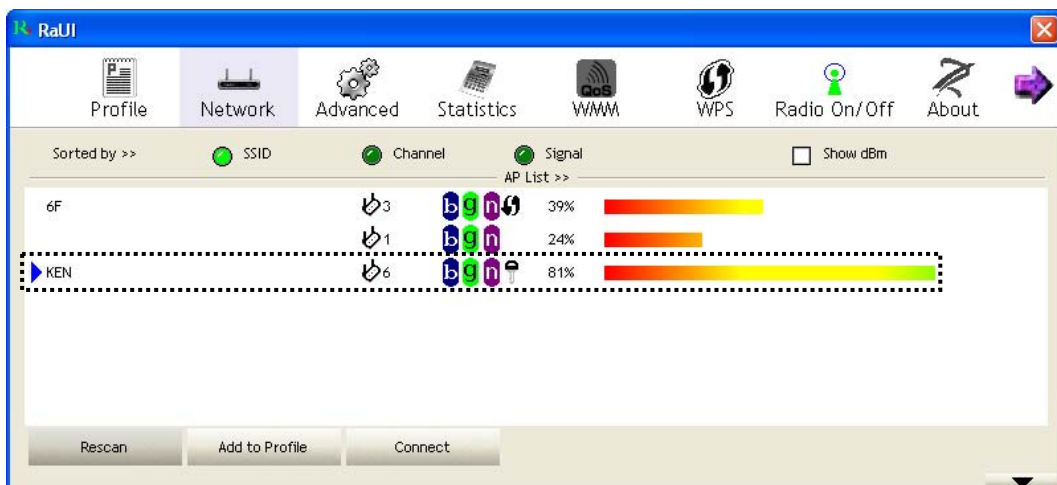 RaUI
P
QoS
Profile Network Advanced Statistics WMM WPS Radio On/Off About
Sorted by >> SSID Channel Signal Show dBm
AP List >>
6F 3 b g n 39%
1 b g n 24%
KEN 6 b g n 81%
Rescan Add to Profile Connect